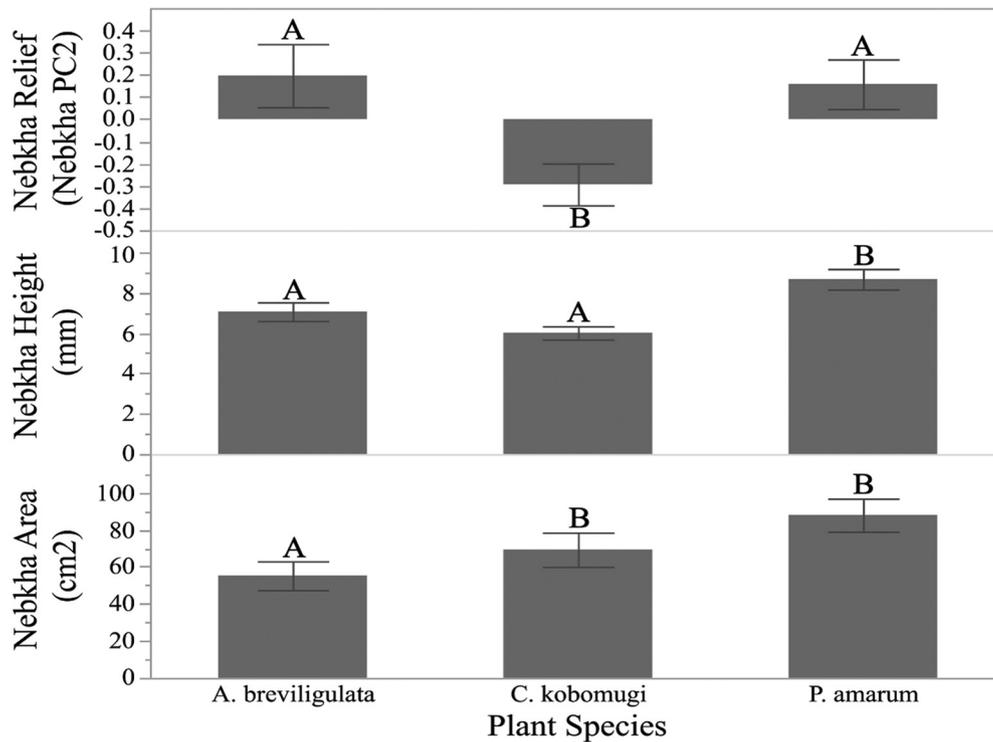 Nebkha Relief
(Nebkha PC2)
0.4
0.3
0.2
0.1
0.0
-0.1
-0.2
-0.3
-0.4
-0.5
A
B
A
Nebkha Height
(mm)
10
8
6
4
2
0
A
A
B
Nebkha Area
(cm2)
100
80
60
40
20
0
A
B
B
A. breviligulata
C. kobomugi
P. amarum
Plant Species